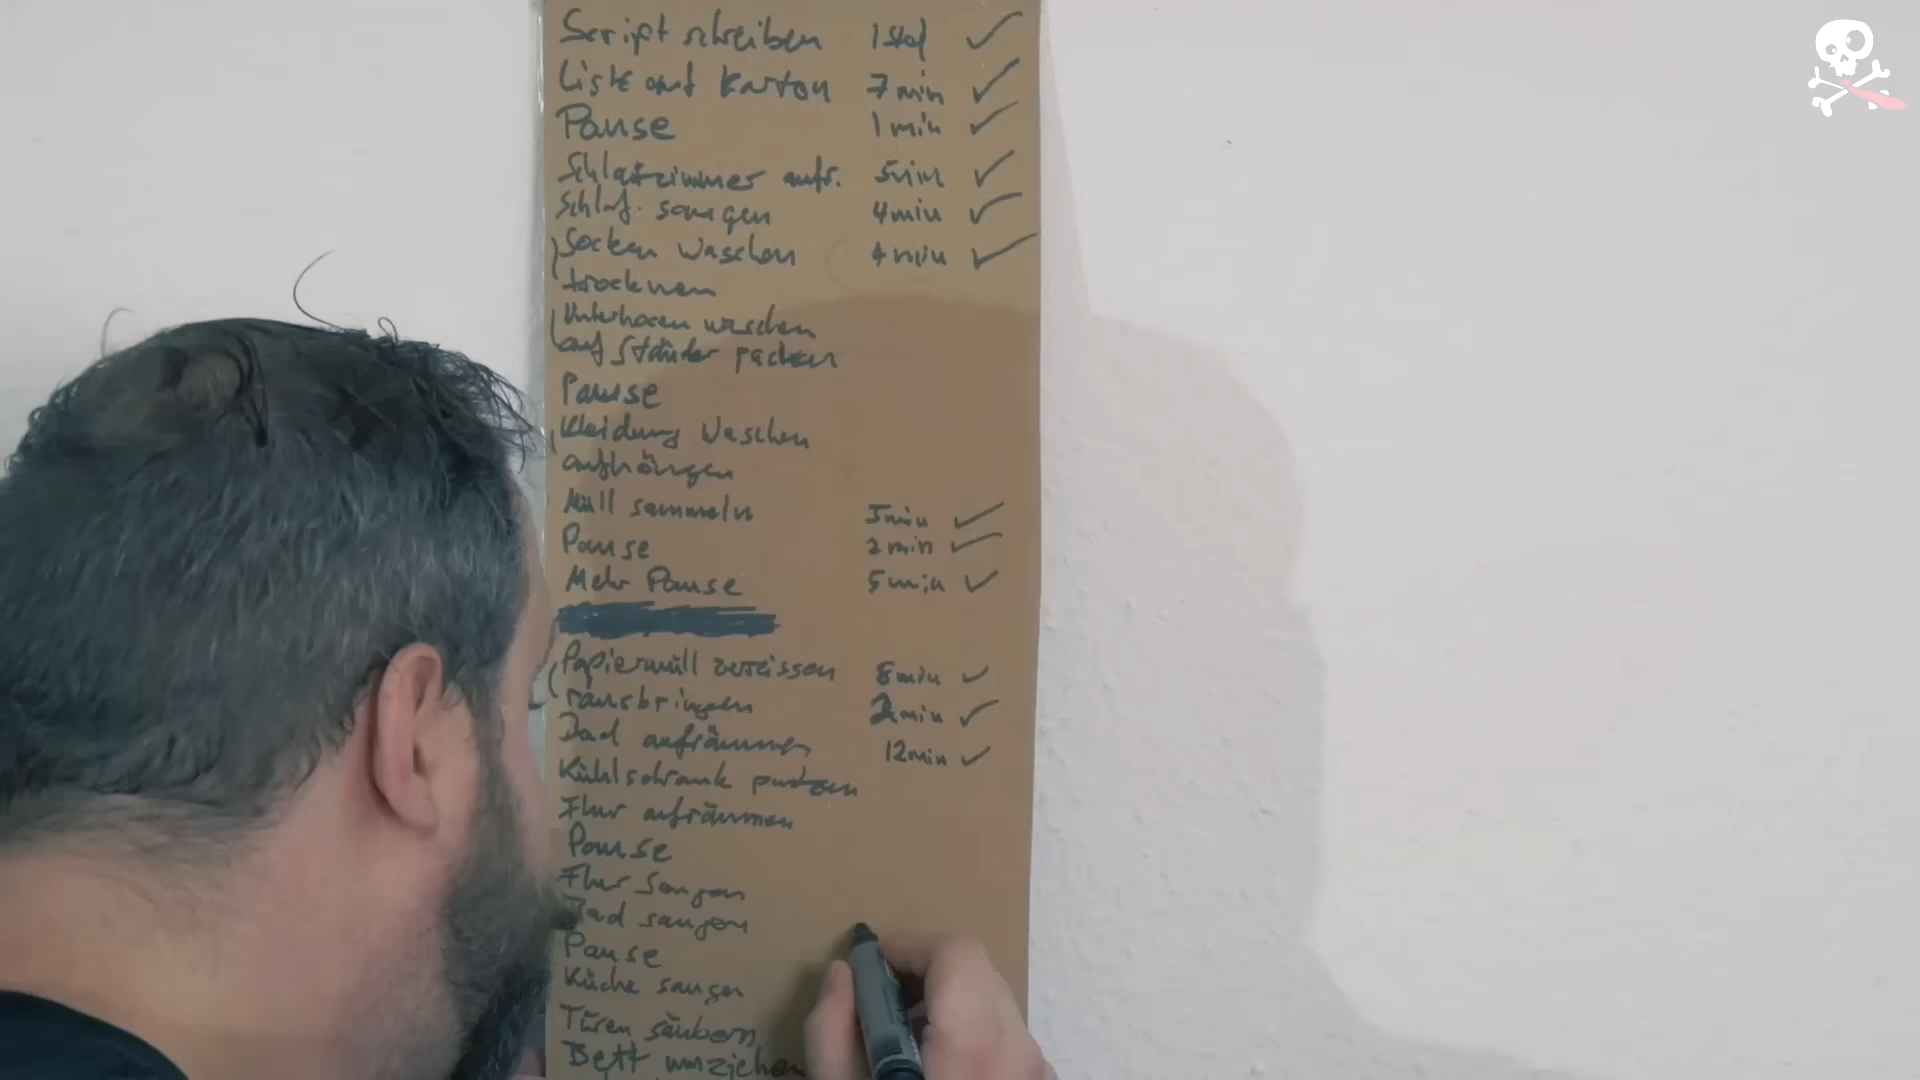 Script schreiben 1 Std ✓
Liste auf Karton 7 min ✓
Pause 1 min ✓
Schlafzimmer aufr. 5 min ✓
Schlaf. saugen 4 min ✓
Socken waschen 4 min ✓
trocknen
Unterhosen waschen
auf Ständer packen
Pause
Kleidung waschen
aufhängen
Müll sammeln 5 min ✓
Pause 2 min ✓
Mehr Pause 5 min ✓
Papiermüll zereissen 8 min ✓
rausbringen 2 min ✓
Bad aufräumen 12 min ✓
Kühlschrank putzen
Flur aufräumen
Pause
Flur saugen
Bad saugen
Pause
Küche saugen
Türen säubern
Bett umziehen